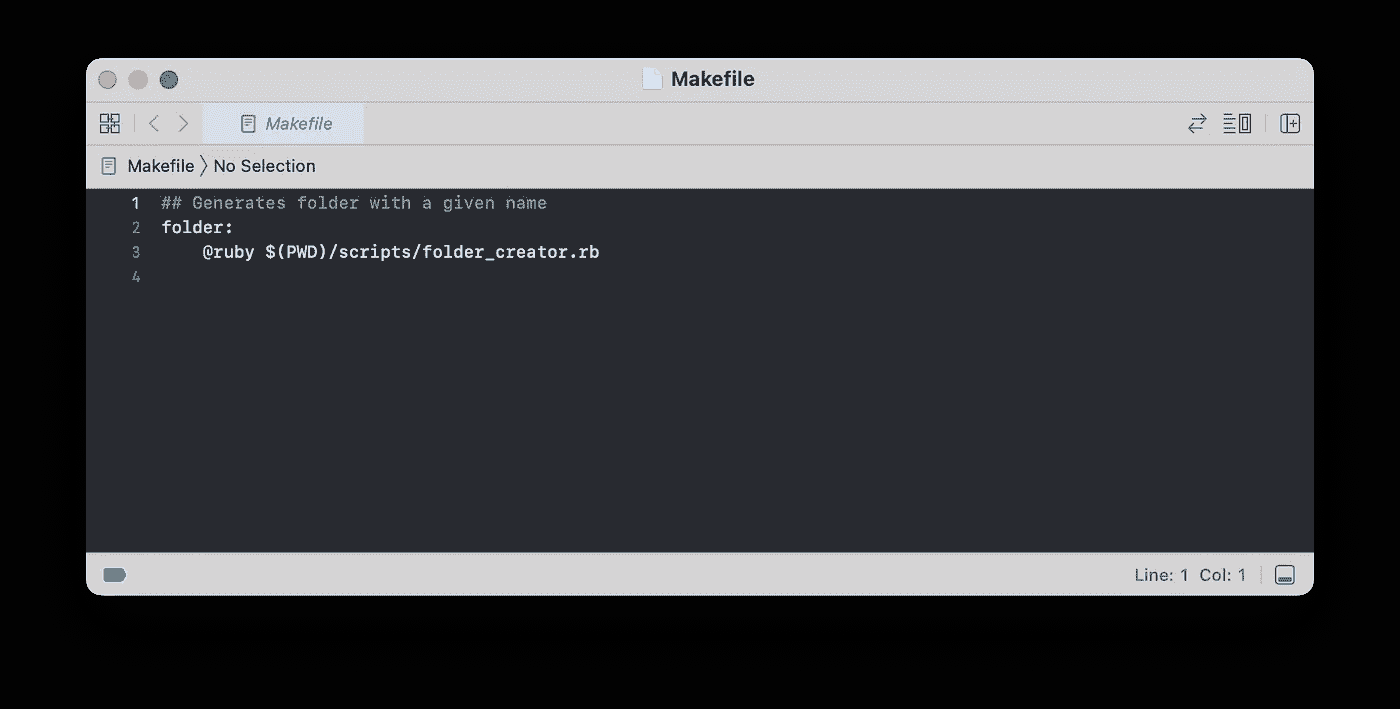 Makefile
Makefile
Makefile 〉 No Selection
1 ## Generates folder with a given name
2 folder:
3 @ruby $(PWD)/scripts/folder_creator.rb
4
Line: 1 Col: 1